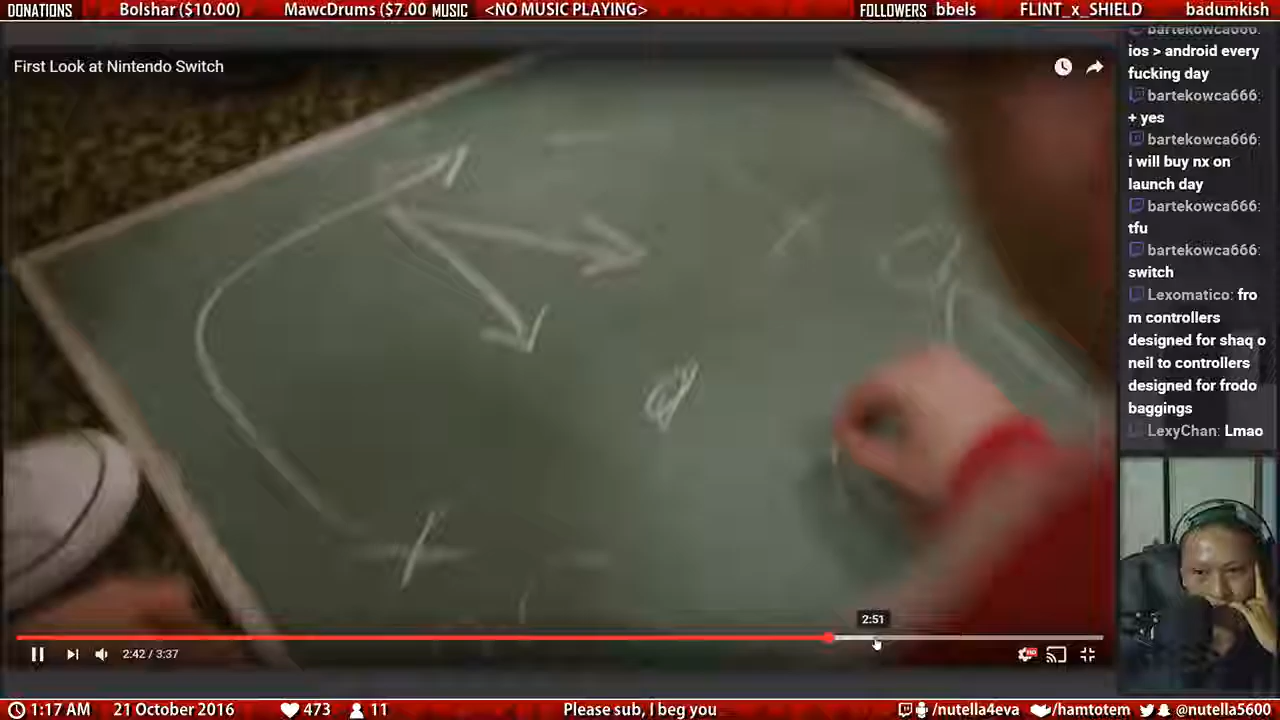 DONATIONS Bolshar ($10.00) MawcDrums ($7.00 MUSIC <NO MUSIC PLAYING> FOLLOWERS bbels FLINT_x_SHIELD badumkish
First Look at Nintendo Switch
bartekowca666:
ios > android every
fucking day
bartekowca666:
+ yes
bartekowca666:
i will buy nx on
launch day
bartekowca666:
tfu
bartekowca666:
switch
Lexomatico: fro
m controllers
designed for shaq o
neil to controllers
designed for frodo
baggings
LexyChan: Lmao
2:51
2:42 / 3:37
HD
1:17 AM 21 October 2016 473 11 Please sub, I beg you /nutella4eva /hamtotem @nutella5600